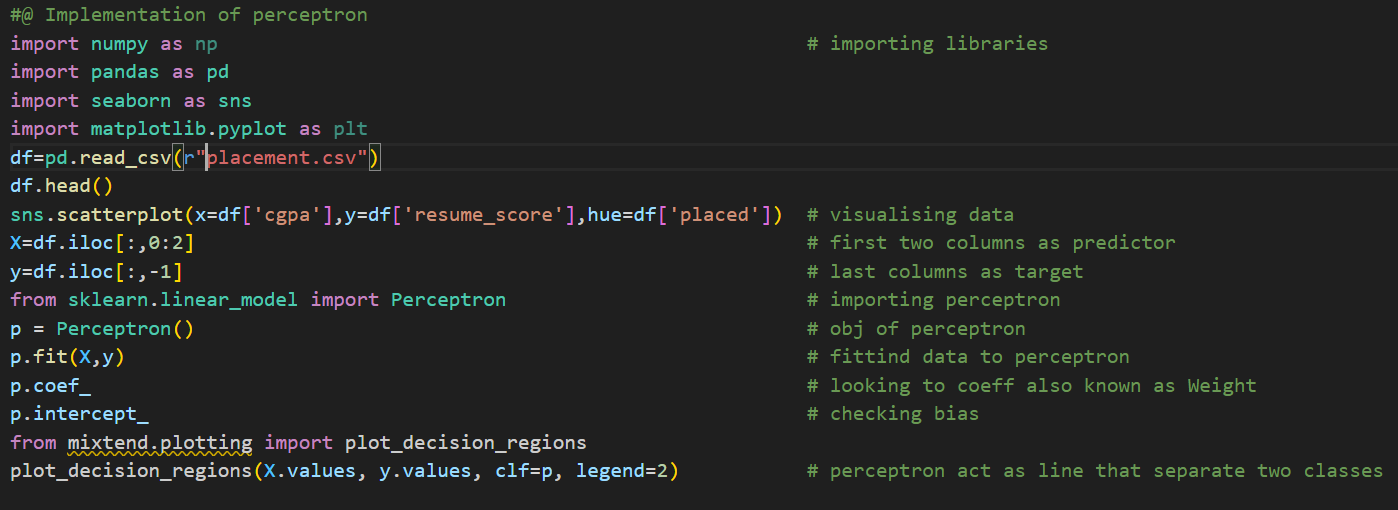 #@ Implementation of perceptron
import numpy as np # importing libraries
import pandas as pd
import seaborn as sns
import matplotlib.pyplot as plt
df=pd.read_csv(r"placement.csv")
df.head()
sns.scatterplot(x=df['cgpa'],y=df['resume_score'],hue=df['placed']) # visualising data
X=df.iloc[:,0:2] # first two columns as predictor
y=df.iloc[:,-1] # last columns as target
from sklearn.linear_model import Perceptron # importing perceptron
p = Perceptron() # obj of perceptron
p.fit(X,y) # fittind data to perceptron
p.coef_ # looking to coeff also known as Weight
p.intercept_ # checking bias
from mixtend.plotting import plot_decision_regions
plot_decision_regions(X.values, y.values, clf=p, legend=2) # perceptron act as line that separate two classes